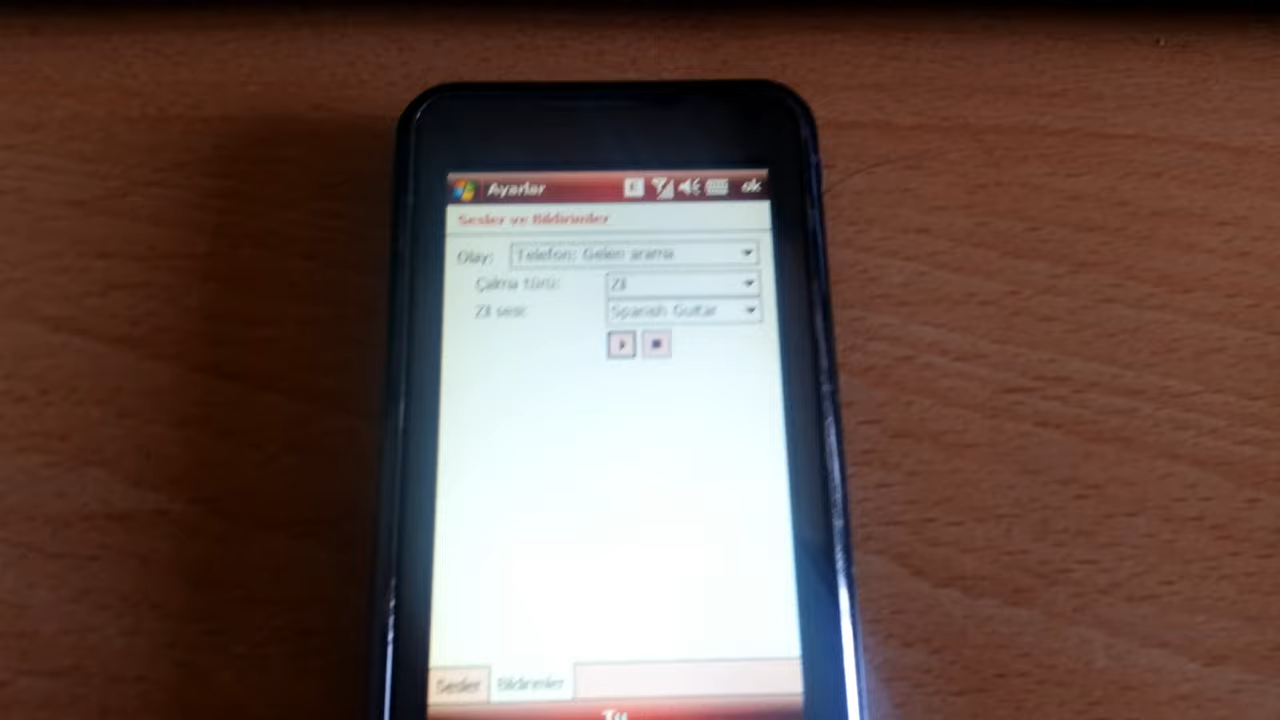 Ayarlar ok
Sesler ve Bildirimler
Olay: Telefon: Gelen arama
Çalma türü: Zil
Zil sesi: Spanish Guitar
Sesler Bildirimler